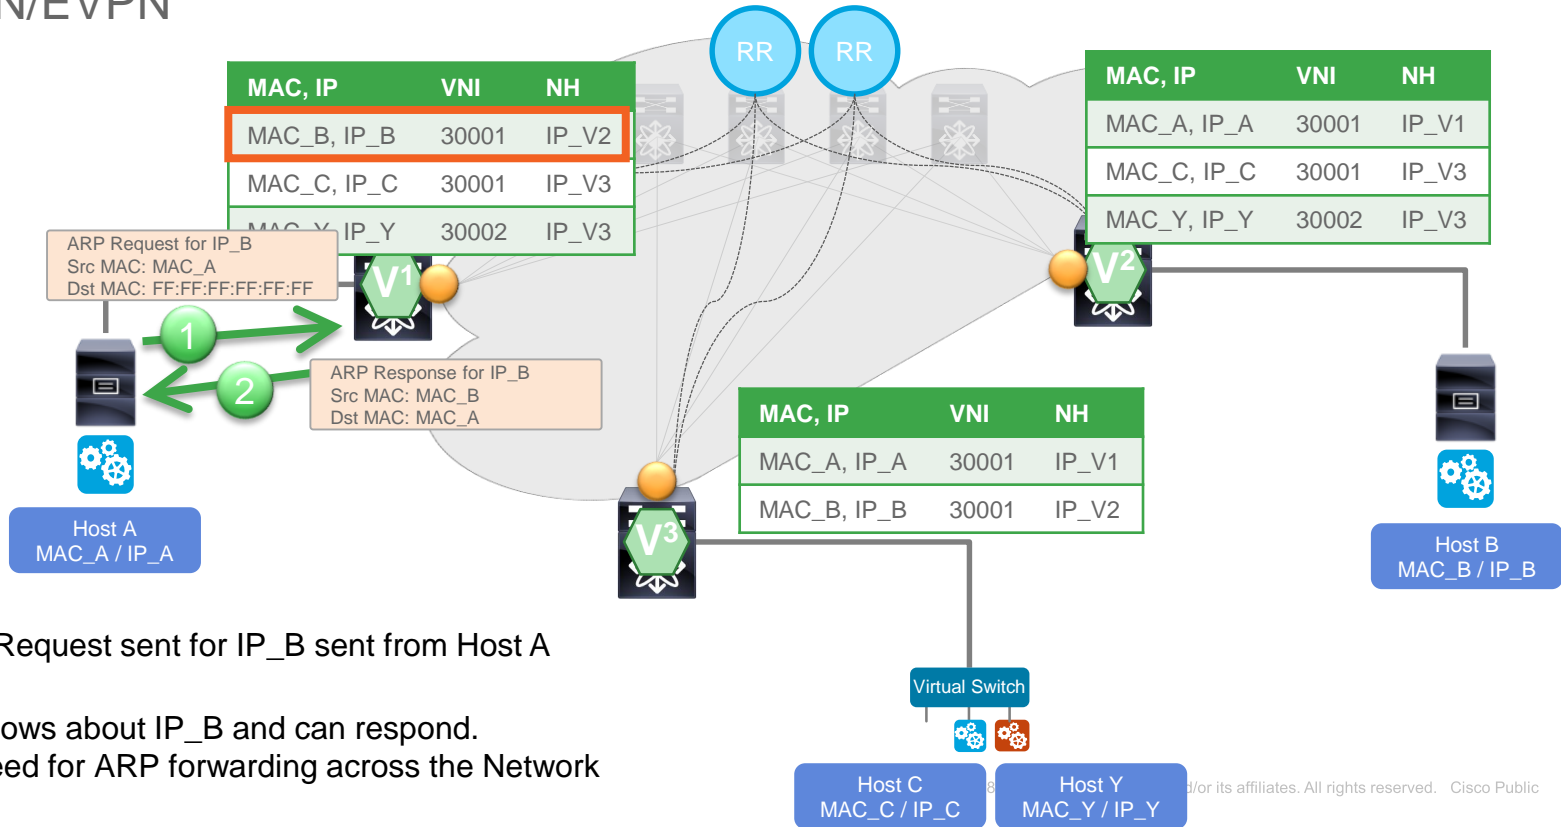 N/EVPN
RR RR
MAC, IP VNI NH
MAC_B, IP_B 30001 IP_V2
MAC_C, IP_C 30001 IP_V3
IP_Y 30002 IP_V3
MAC, IP VNI NH
MAC_A, IP_A 30001 IP_V1
MAC_C, IP_C 30001 IP_V3
MAC_Y, IP_Y 30002 IP_V3
ARP Request for IP_B
Src MAC: MAC_A
Dst MAC: FF:FF:FF:FF:FF:FF
V1
V2
1
2
ARP Response for IP_B
Src MAC: MAC_B
Dst MAC: MAC_A
MAC, IP VNI NH
MAC_A, IP_A 30001 IP_V1
MAC_B, IP_B 30001 IP_V2
V3
Host A
MAC_A / IP_A
Host B
MAC_B / IP_B
Request sent for IP_B sent from Host A
ows about IP_B and can respond.
eed for ARP forwarding across the Network
Virtual Switch
Host C
MAC_C / IP_C
Host Y
MAC_Y / IP_Y
d/or its affiliates. All rights reserved. Cisco Public